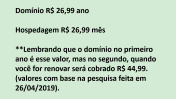 Domínio R$ 26,99 ano
Hospedagem R$ 26,99 mês
**Lembrando que o domínio no primeiro
ano é esse valor, mas no segundo, quando
você for renovar será cobrado R$ 44,99.
(valores com base na pesquisa feita em
26/04/2019).